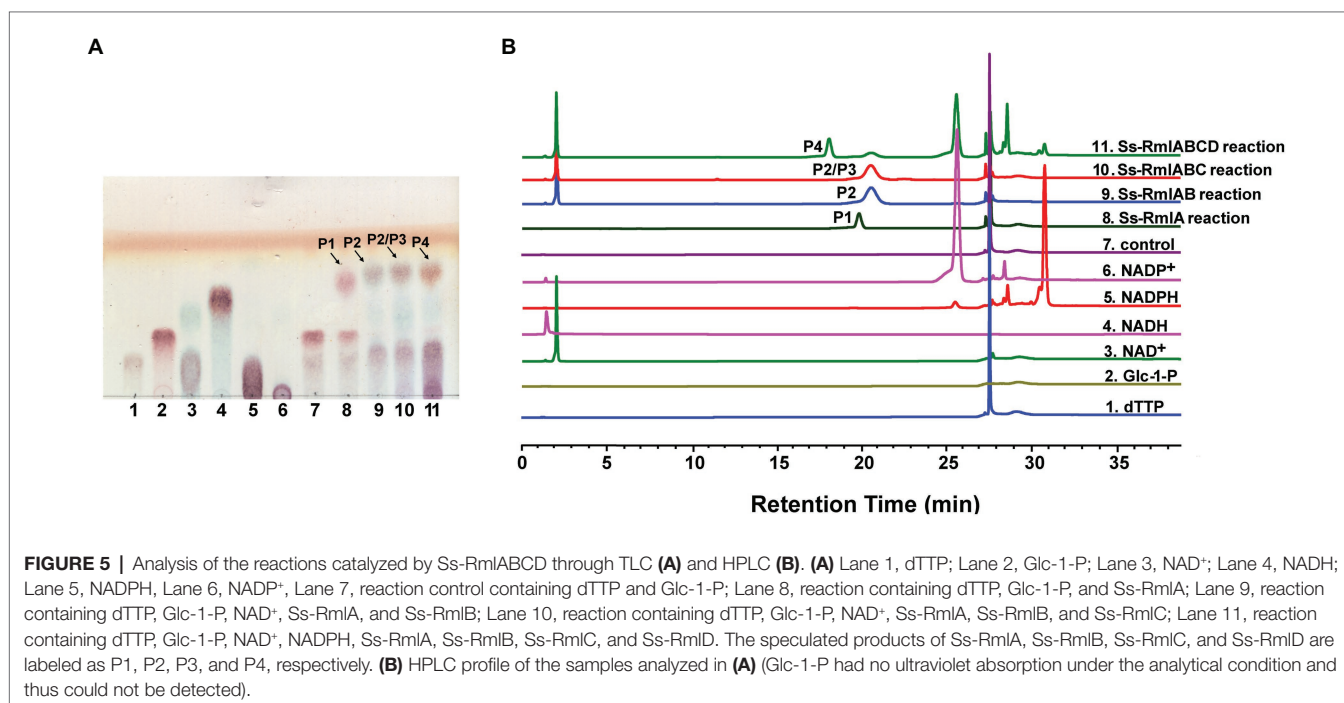 A
P1
P2
P2/P3
P4
1 2 3 4 5 6 7 8 9 10 11
B
P4
11. Ss-RmlABCD reaction
P2/P3
10. Ss-RmlABC reaction
P2
9. Ss-RmlAB reaction
P1
8. Ss-RmlA reaction
7. control
6. NADP+
5. NADPH
4. NADH
3. NAD+
2. Glc-1-P
1. dTTP
0 5 10 15 20 25 30 35
Retention Time (min)
FIGURE 5 | Analysis of the reactions catalyzed by Ss-RmlABCD through TLC (A) and HPLC (B). (A) Lane 1, dTTP; Lane 2, Glc-1-P; Lane 3, NAD+; Lane 4, NADH;
Lane 5, NADPH, Lane 6, NADP+, Lane 7, reaction control containing dTTP and Glc-1-P; Lane 8, reaction containing dTTP, Glc-1-P, and Ss-RmlA; Lane 9, reaction
containing dTTP, Glc-1-P, NAD+, Ss-RmlA, and Ss-RmlB; Lane 10, reaction containing dTTP, Glc-1-P, NAD+, Ss-RmlA, Ss-RmlB, and Ss-RmlC; Lane 11, reaction
containing dTTP, Glc-1-P, NAD+, NADPH, Ss-RmlA, Ss-RmlB, Ss-RmlC, and Ss-RmlD. The speculated products of Ss-RmlA, Ss-RmlB, Ss-RmlC, and Ss-RmlD are
labeled as P1, P2, P3, and P4, respectively. (B) HPLC profile of the samples analyzed in (A) (Glc-1-P had no ultraviolet absorption under the analytical condition and
thus could not be detected).